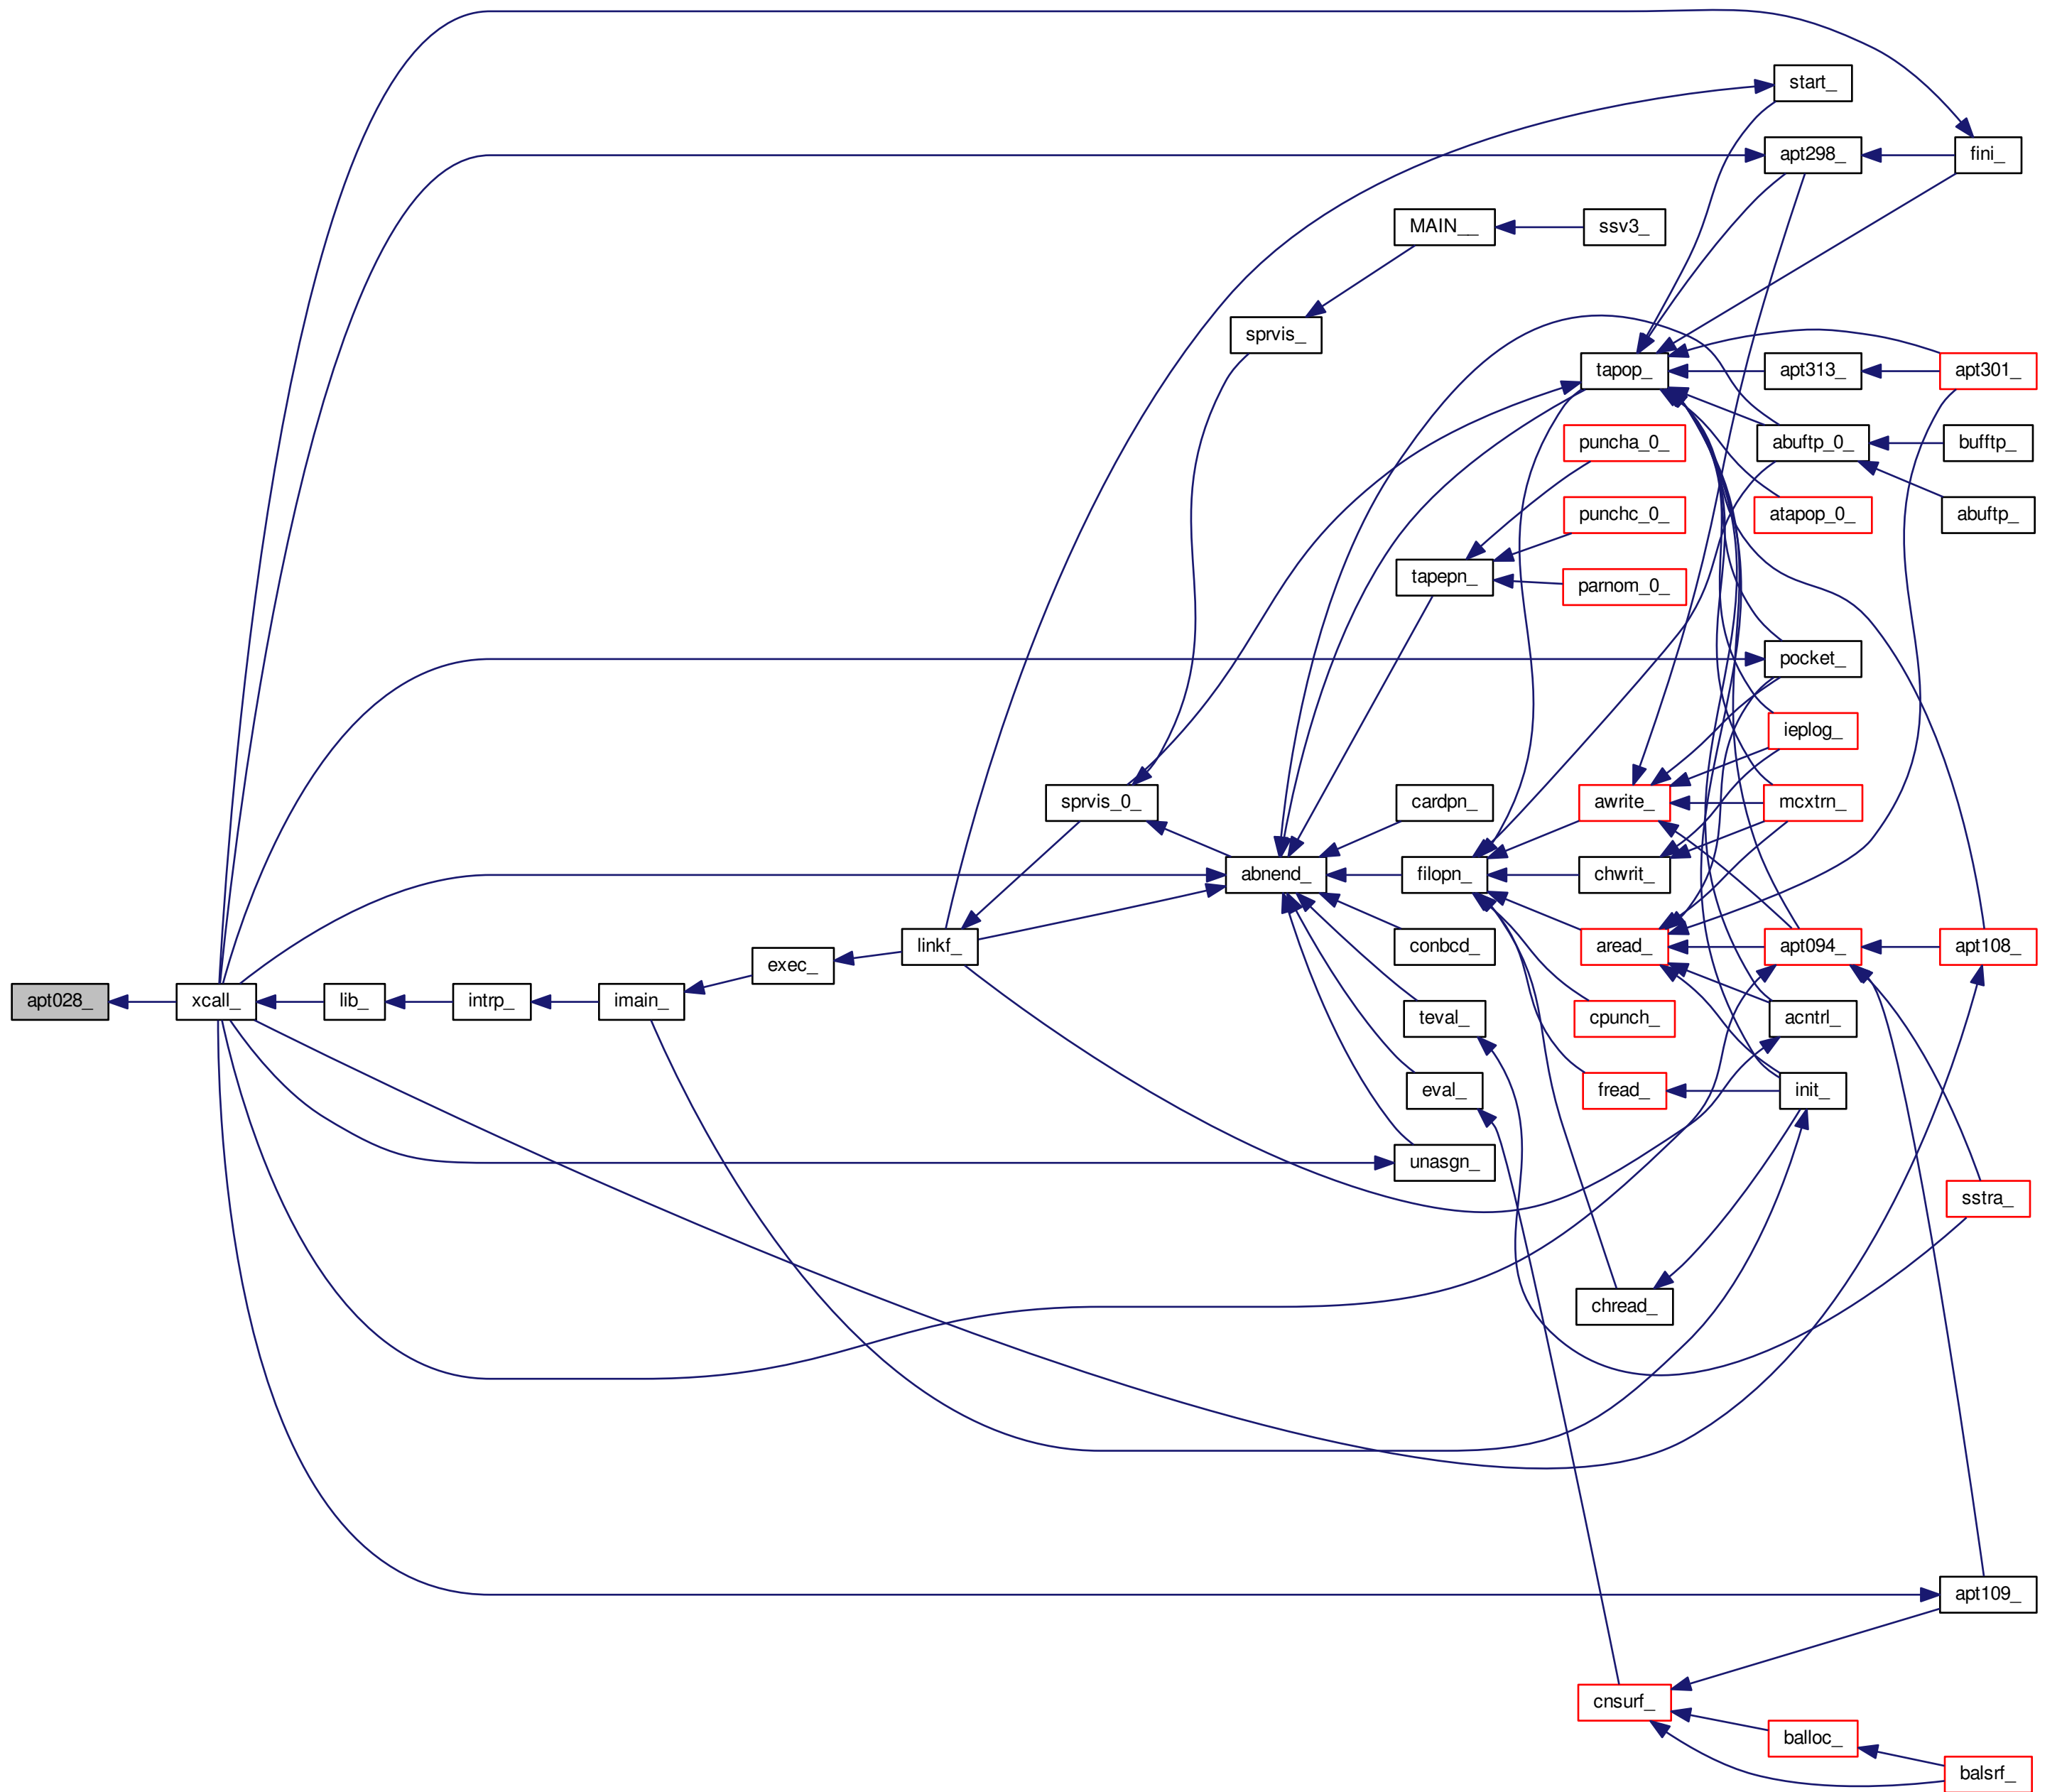 start_
apt298_
fini_
MAIN__
ssv3_
sprvis_
tapop_
apt313_
apt301_
puncha_0_
abuftp_0_
bufftp_
punchc_0_
atapop_0_
abuftp_
tapepn_
parnom_0_
pocket_
ieplog_
sprvis_0_
cardpn_
awrite_
mcxtrn_
abnend_
filopn_
chwrit_
linkf_
conbcd_
aread_
apt094_
apt108_
exec_
apt028_
xcall_
lib_
intrp_
imain_
teval_
cpunch_
acntrl_
eval_
fread_
init_
unasgn_
sstra_
chread_
apt109_
cnsurf_
balloc_
balsrf_